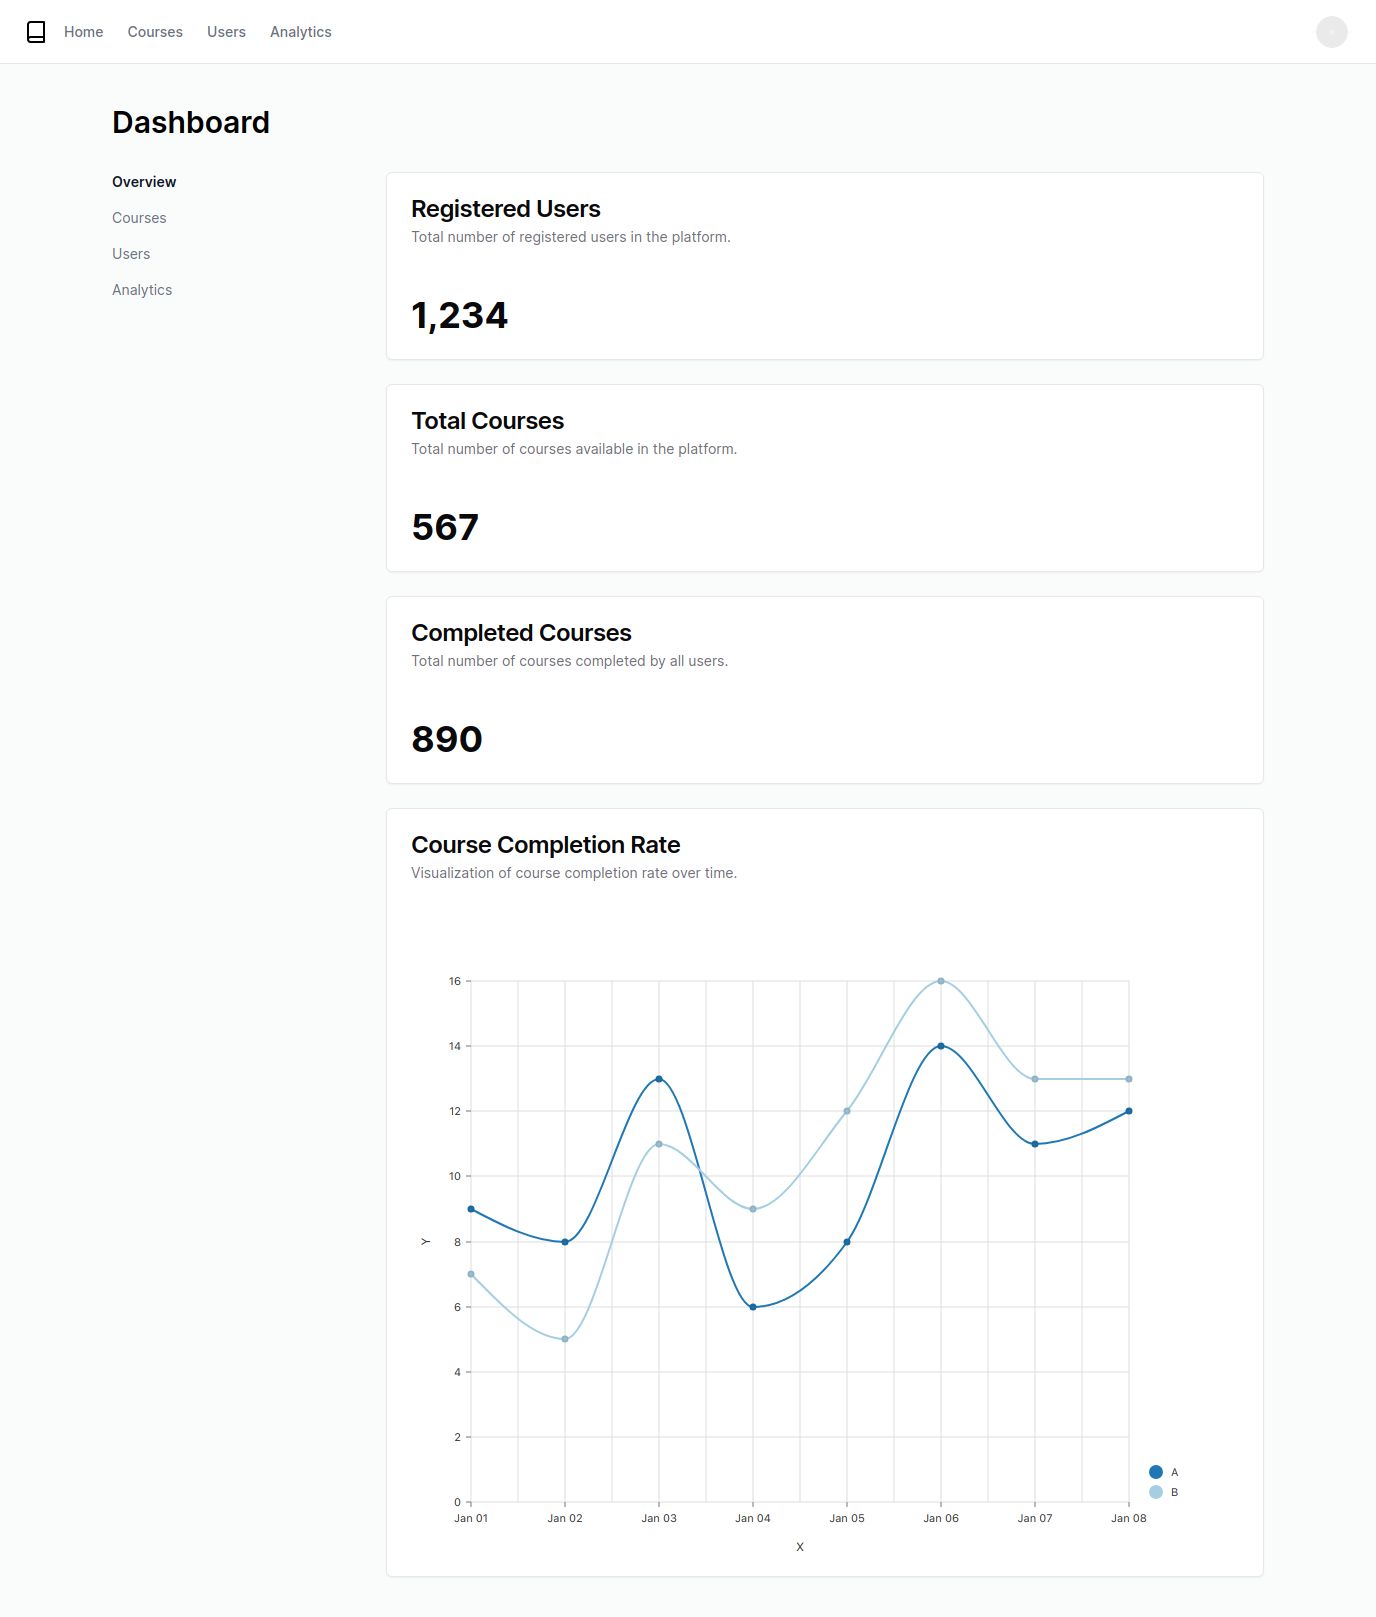 Home Courses Users Analytics
Dashboard
Overview
Courses
Users
Analytics
Registered Users
Total number of registered users in the platform.
1,234
Total Courses
Total number of courses available in the platform.
567
Completed Courses
Total number of courses completed by all users.
890
Course Completion Rate
Visualization of course completion rate over time.
16
14
12
10
8
6
4
2
0
Y
Jan 01 Jan 02 Jan 03 Jan 04 Jan 05 Jan 06 Jan 07 Jan 08
X
A
B